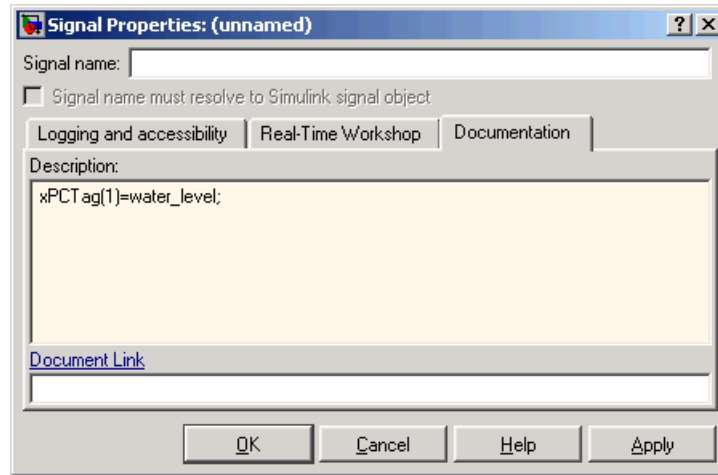 Signal Properties: (unnamed)
Signal name:
Signal name must resolve to Simulink signal object
Logging and accessibility Real-Time Workshop Documentation
Description:
xPCTag(1)=water_level;
Document Link
OK Cancel Help Apply